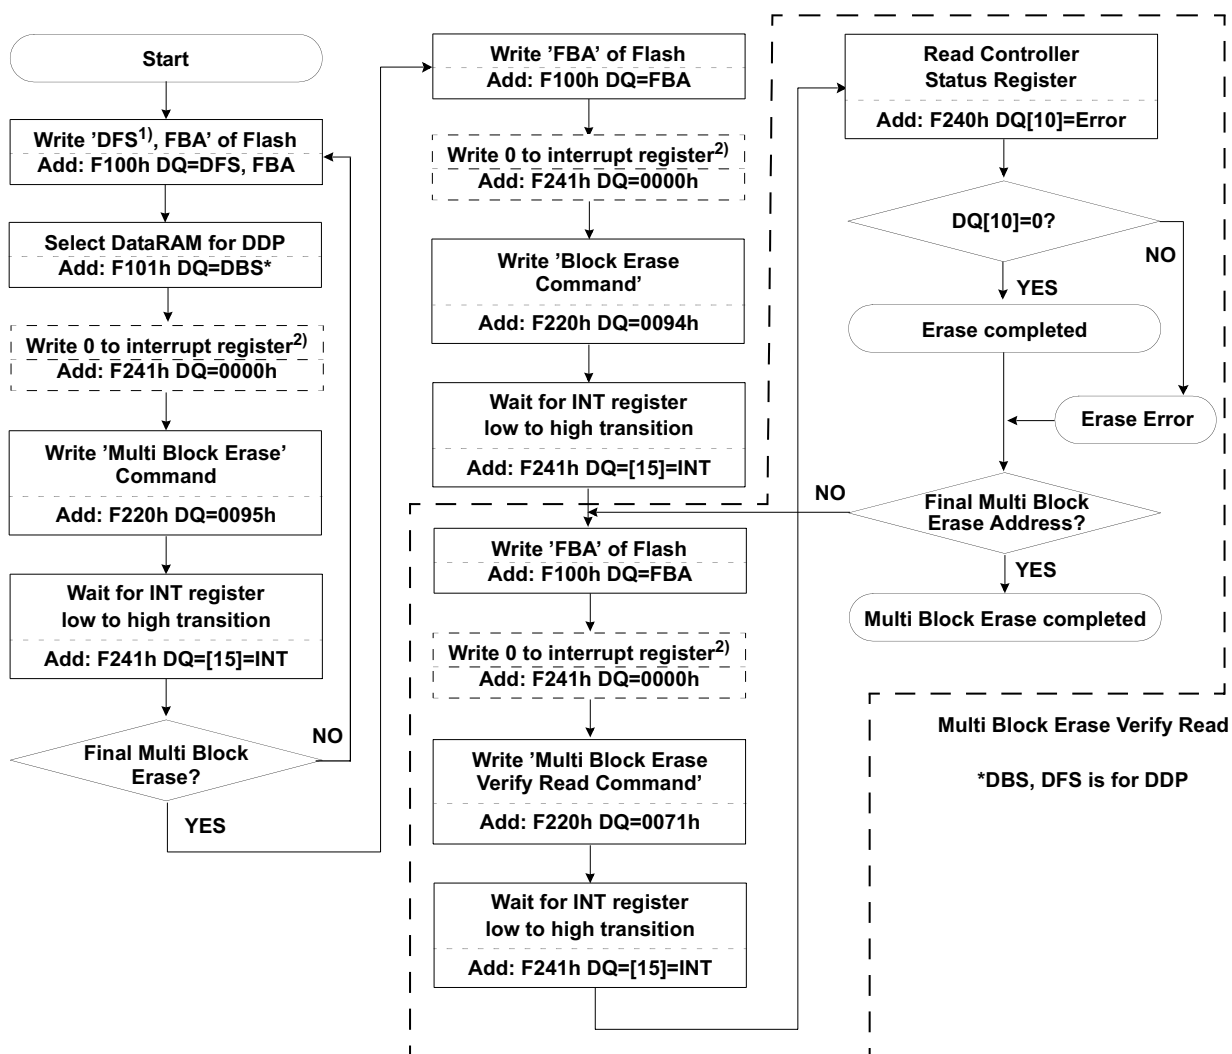 Start
Write ’DFS1), FBA’ of Flash
Add: F100h DQ=DFS, FBA
Select DataRAM for DDP
Add: F101h DQ=DBS*
Write 0 to interrupt register2)
Add: F241h DQ=0000h
Write 'Multi Block Erase'
Command
Add: F220h DQ=0095h
Wait for INT register
low to high transition
Add: F241h DQ=[15]=INT
Final Multi Block
Erase?
NO
YES
Write ’FBA’ of Flash
Add: F100h DQ=FBA
Write 0 to interrupt register2)
Add: F241h DQ=0000h
Write ’Block Erase
Command’
Add: F220h DQ=0094h
Wait for INT register
low to high transition
Add: F241h DQ=[15]=INT
Write ’FBA’ of Flash
Add: F100h DQ=FBA
Write 0 to interrupt register2)
Add: F241h DQ=0000h
Write ’Multi Block Erase
Verify Read Command’
Add: F220h DQ=0071h
Wait for INT register
low to high transition
Add: F241h DQ=[15]=INT
Read Controller
Status Register
Add: F240h DQ[10]=Error
DQ[10]=0?
NO
YES
Erase completed
Erase Error
NO
Final Multi Block
Erase Address?
YES
Multi Block Erase completed
Multi Block Erase Verify Read
*DBS, DFS is for DDP